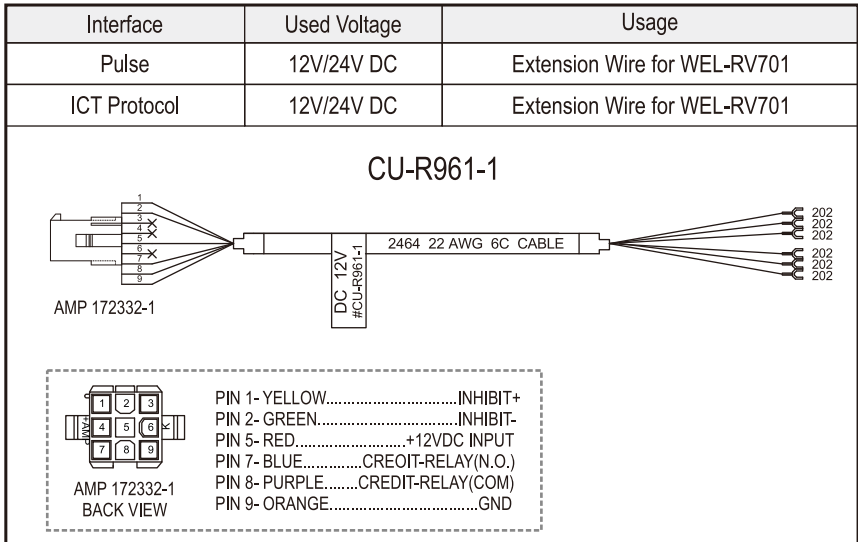 Interface Used Voltage Usage
Pulse 12V/24V DC Extension Wire for WEL-RV701
ICT Protocol 12V/24V DC Extension Wire for WEL-RV701
CU-R961-1
1
2
3
4
5
6
7
8
9
AMP 172332-1
DC 12V
#CU-R961-1
2464 22 AWG 6C CABLE
202
202
202
202
202
202
1 2 3
4 5 6
7 8 9
+AMP
K
AMP 172332-1
BACK VIEW
PIN 1- YELLOW............................INHIBIT+
PIN 2- GREEN..............................INHIBIT-
PIN 5- RED.......................+12VDC INPUT
PIN 7- BLUE............CREOIT-RELAY(N.O.)
PIN 8- PURPLE.......CREDIT-RELAY(COM)
PIN 9- ORANGE...............................GND